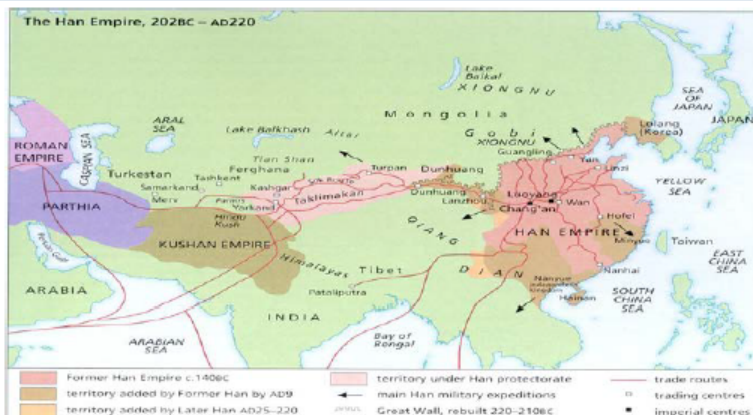 The Han Empire, 202BC – AD220
Lake Baikal
XIONGNU
SEA OF JAPAN
JAPAN
Mongolia
ARAL SEA
Lake Balkhash
Altai
Gobi
XIONGNU
Lolang (Korea)
ROMAN EMPIRE
CASPIAN SEA
Turkestan
Tashkent
Ferghana
Tian Shan
Turpan
Dunhuang
Guangling
Yan
Linzi
YELLOW SEA
Samarkand
Merv
Kashgar
Silk Route
Taklimakan
Dunhuang
Lanzhou
Luoyang
Wan
PARTHIA
Pamirs
Yarkand
Hindu Kush
Chang'an
Hofei
QIANG
HAN EMPIRE
Minyue
Taiwan
KUSHAN EMPIRE
Himalayas
Tibet
DIAN
EAST CHINA SEA
Persian Gulf
Pataliputra
Nanyue
Nanhai
ARABIA
INDIA
Hainan
SOUTH CHINA SEA
ARABIAN SEA
Bay of Bengal
Former Han Empire c.140BC
territory under Han protectorate
trade routes
territory added by Former Han by AD9
main Han military expeditions
trading centres
territory added by Later Han AD25–220
Great Wall, rebuilt 220–210BC
imperial centres